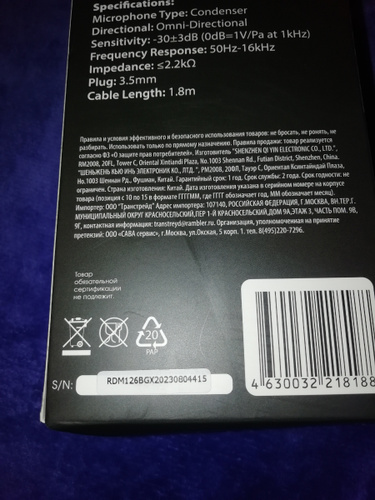 Specifications:
Microphone Type: Condenser
Directional: Omni-Directional
Sensitivity: -30±3dB (0dB=1V/Pa at 1kHz)
Frequency Response: 50Hz-16kHz
Impedance: ≤2.2kΩ
Plug: 3.5mm
Cable Length: 1.8m
Правила и условия эффективного и безопасного использования товаров: не бросать, не ронять, не
разбирать. Использовать только по прямому назначению. Правила продажи: товар реализуется
согласно ФЗ «О защите прав потребителей». Изготовитель "SHENZHEN QI YIN ELECTRONIC CO., LTD.",
RM2008, 20FL, Tower C, Oriental Xintiandi Plaza, No.1003 Shennan Rd., Futian District, Shenzhen, China,
"ШЕНЬЖЕНЬ КЬЮ ИНЬ ЭЛЕКТРОНИК КО., ЛТД. ", РМ2008, 20ФЛ, Тауэр С, Ориентал Ксинтайндай Плаза,
No. 1003 Шеннан Рд., Фушиан, Китай. Гарантийный срок: 1 год. Срок службы: 2 года. Срок годности: не
ограничен. Страна изготовления: Китай. Дата изготовления указана в серийном номере на корпусе
товара (позиция с 10 по 15 в формате ГГГГММ, где ГГГГ обозначает год, ММ обозначает месяц).
Импортер: ООО "Транстрейд" Адрес импортера: 107140, РОССИЙСКАЯ ФЕДЕРАЦИЯ, Г.МОСКВА, ВН.ТЕР.Г.
МУНИЦИПАЛЬНЫЙ ОКРУГ КРАСНОСЕЛЬСКИЙ,ПЕР 1-Й КРАСНОСЕЛЬСКИЙ,ДОМ 9А,ЭТАЖ 3, ЧАСТЬ ПОМ. 9В,
9Г, контакты импортера: transtreyd@rambler.ru. Организация, уполномоченная на принятие
претензий: ООО «САВА сервис», г.Москва, ул.Окская, 5 корп. 1. тел. 8(495)220-7296.
Товар
обязательной
сертификации
не подлежит
20
PAP
S/N: RDM126BGX20230804415
4 630032 218188